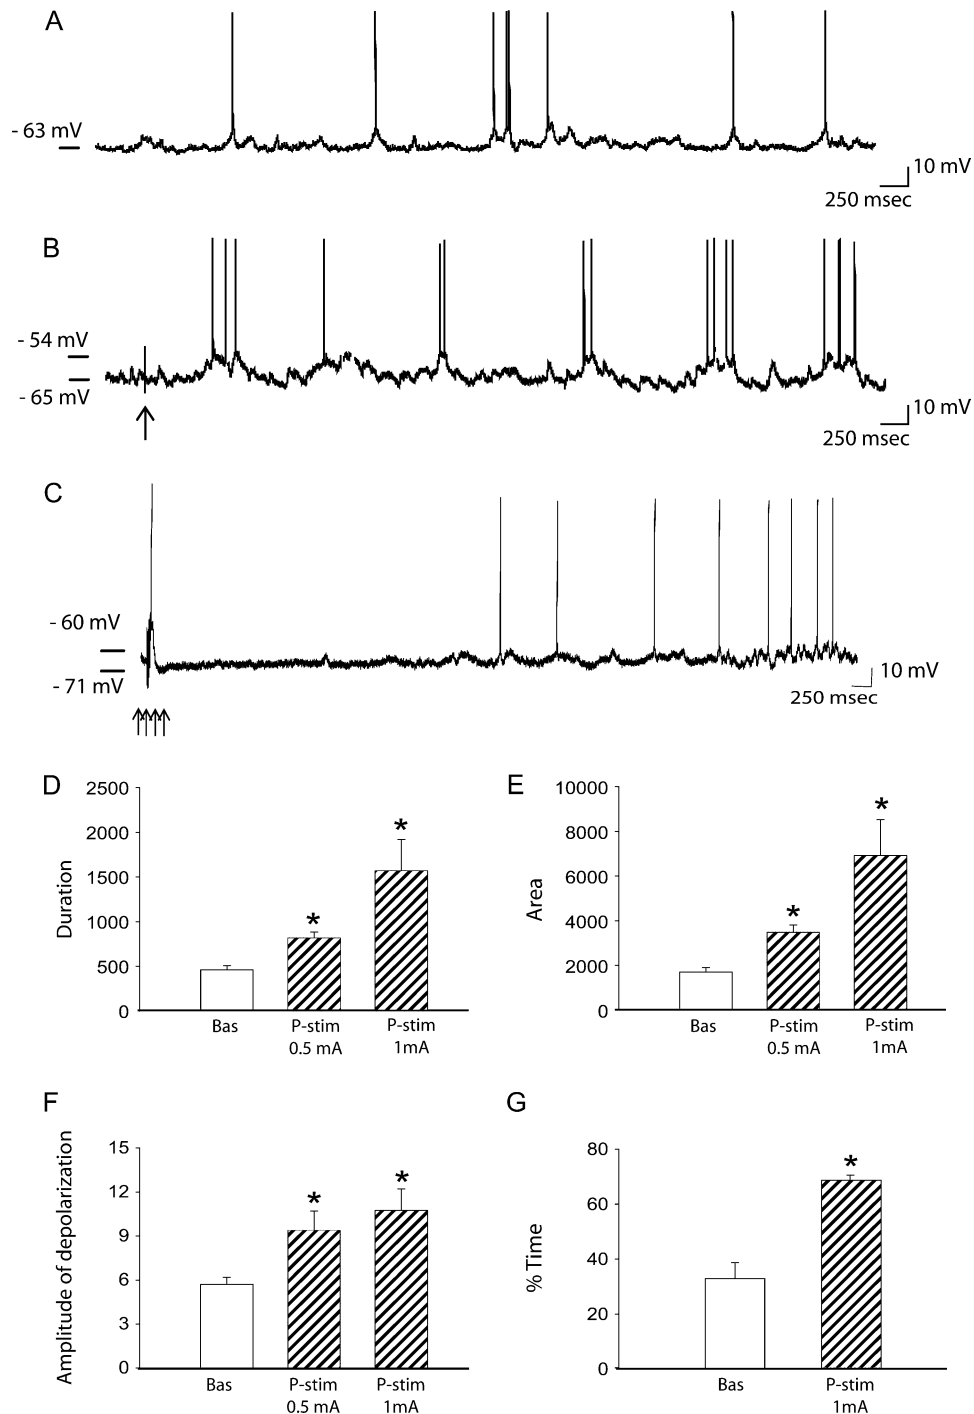 A
- 63 mV
10 mV
250 msec
B
- 54 mV
- 65 mV
10 mV
250 msec
C
- 60 mV
- 71 mV
10 mV
250 msec
D
2500
2000
1500
1000
500
0
Duration
*
*
Bas
P-stim
0.5 mA
P-stim
1mA
E
10000
8000
6000
4000
2000
0
Area
*
*
Bas
P-stim
0.5 mA
P-stim
1mA
F
15
12
9
6
3
0
Amplitude of depolarization
*
*
Bas
P-stim
0.5 mA
P-stim
1mA
G
80
60
40
20
0
% Time
*
Bas
P-stim
1mA